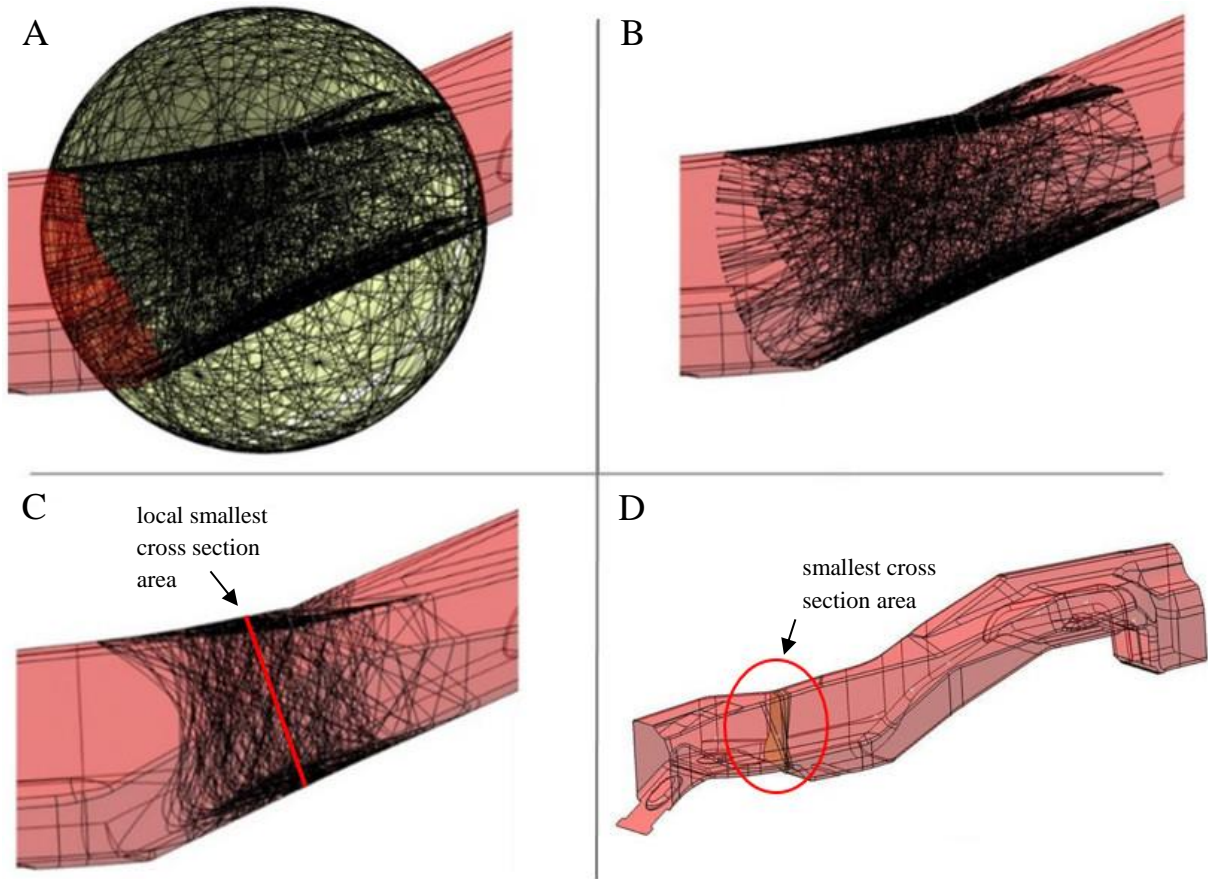 A
B
C
local smallest
cross section
area
D
smallest cross
section area